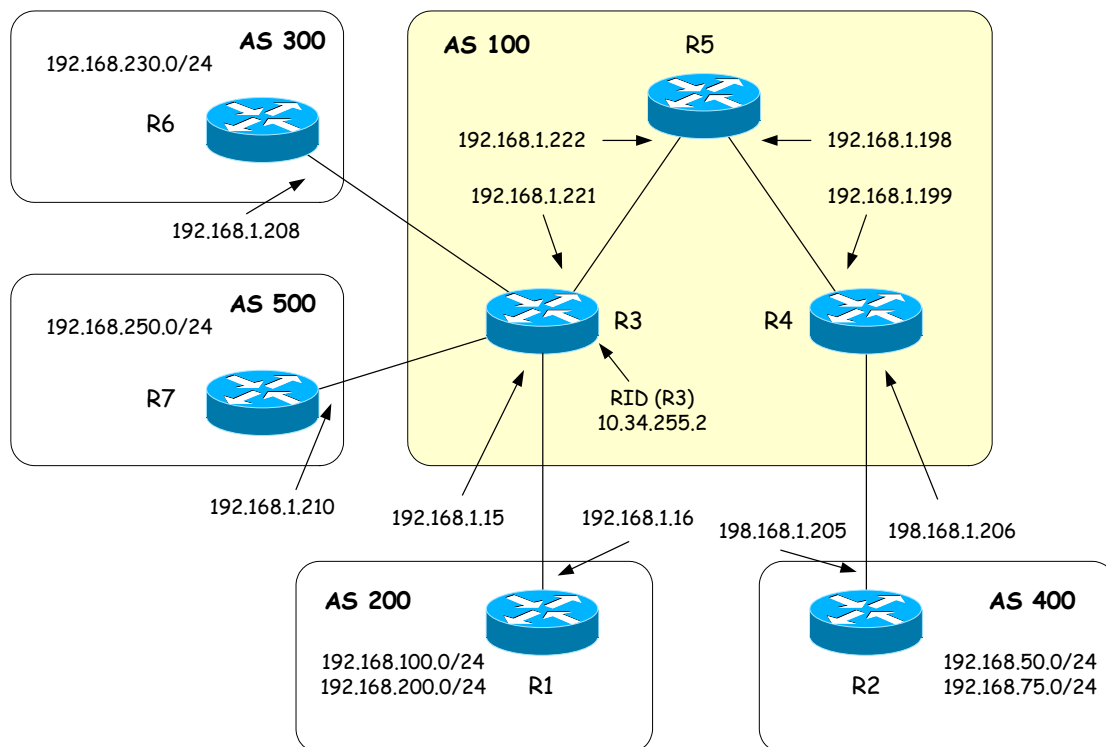 AS 300
192.168.230.0/24
R6
192.168.1.208
AS 500
192.168.250.0/24
R7
192.168.1.210
AS 100
R5
192.168.1.222
192.168.1.198
192.168.1.221
192.168.1.199
R3
R4
RID (R3)
10.34.255.2
192.168.1.15
192.168.1.16
198.168.1.205
198.168.1.206
AS 200
192.168.100.0/24
192.168.200.0/24
R1
AS 400
R2
192.168.50.0/24
192.168.75.0/24